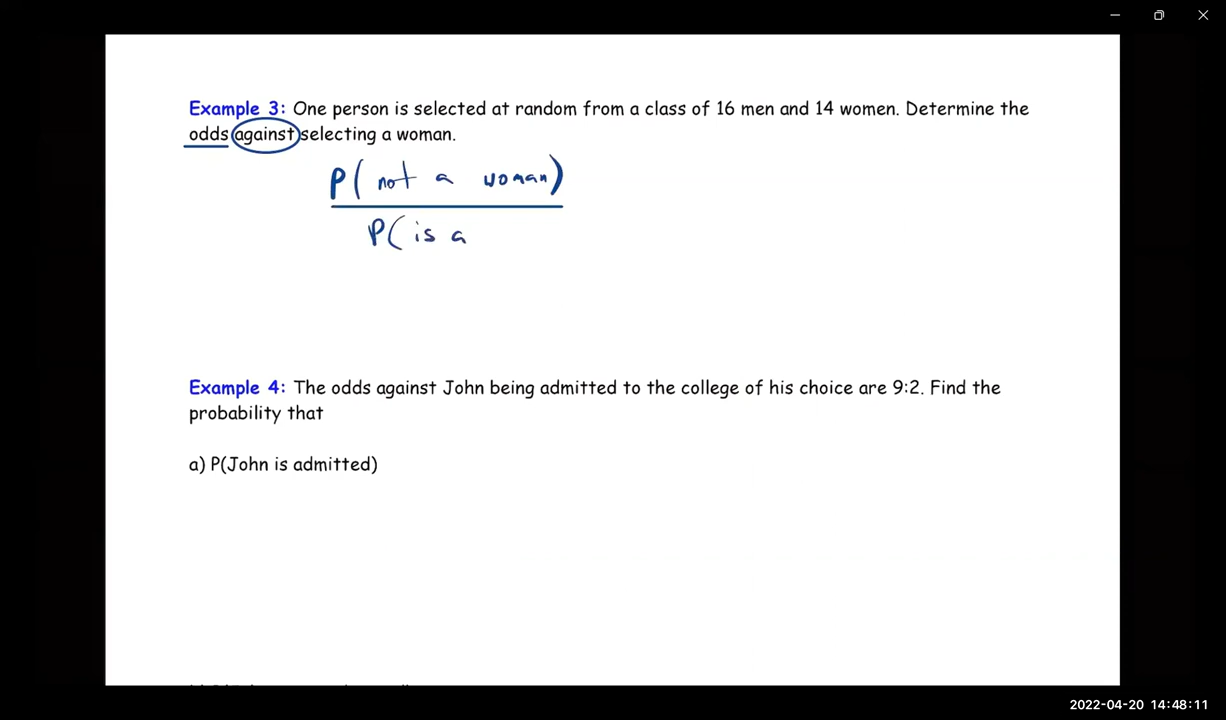 Example 3: One person is selected at random from a class of 16 men and 14 women. Determine the
odds against selecting a woman.
P( not a woman)
P( is a
Example 4: The odds against John being admitted to the college of his choice are 9:2. Find the
probability that
a) P(John is admitted)
2022-04-20 14:48:11